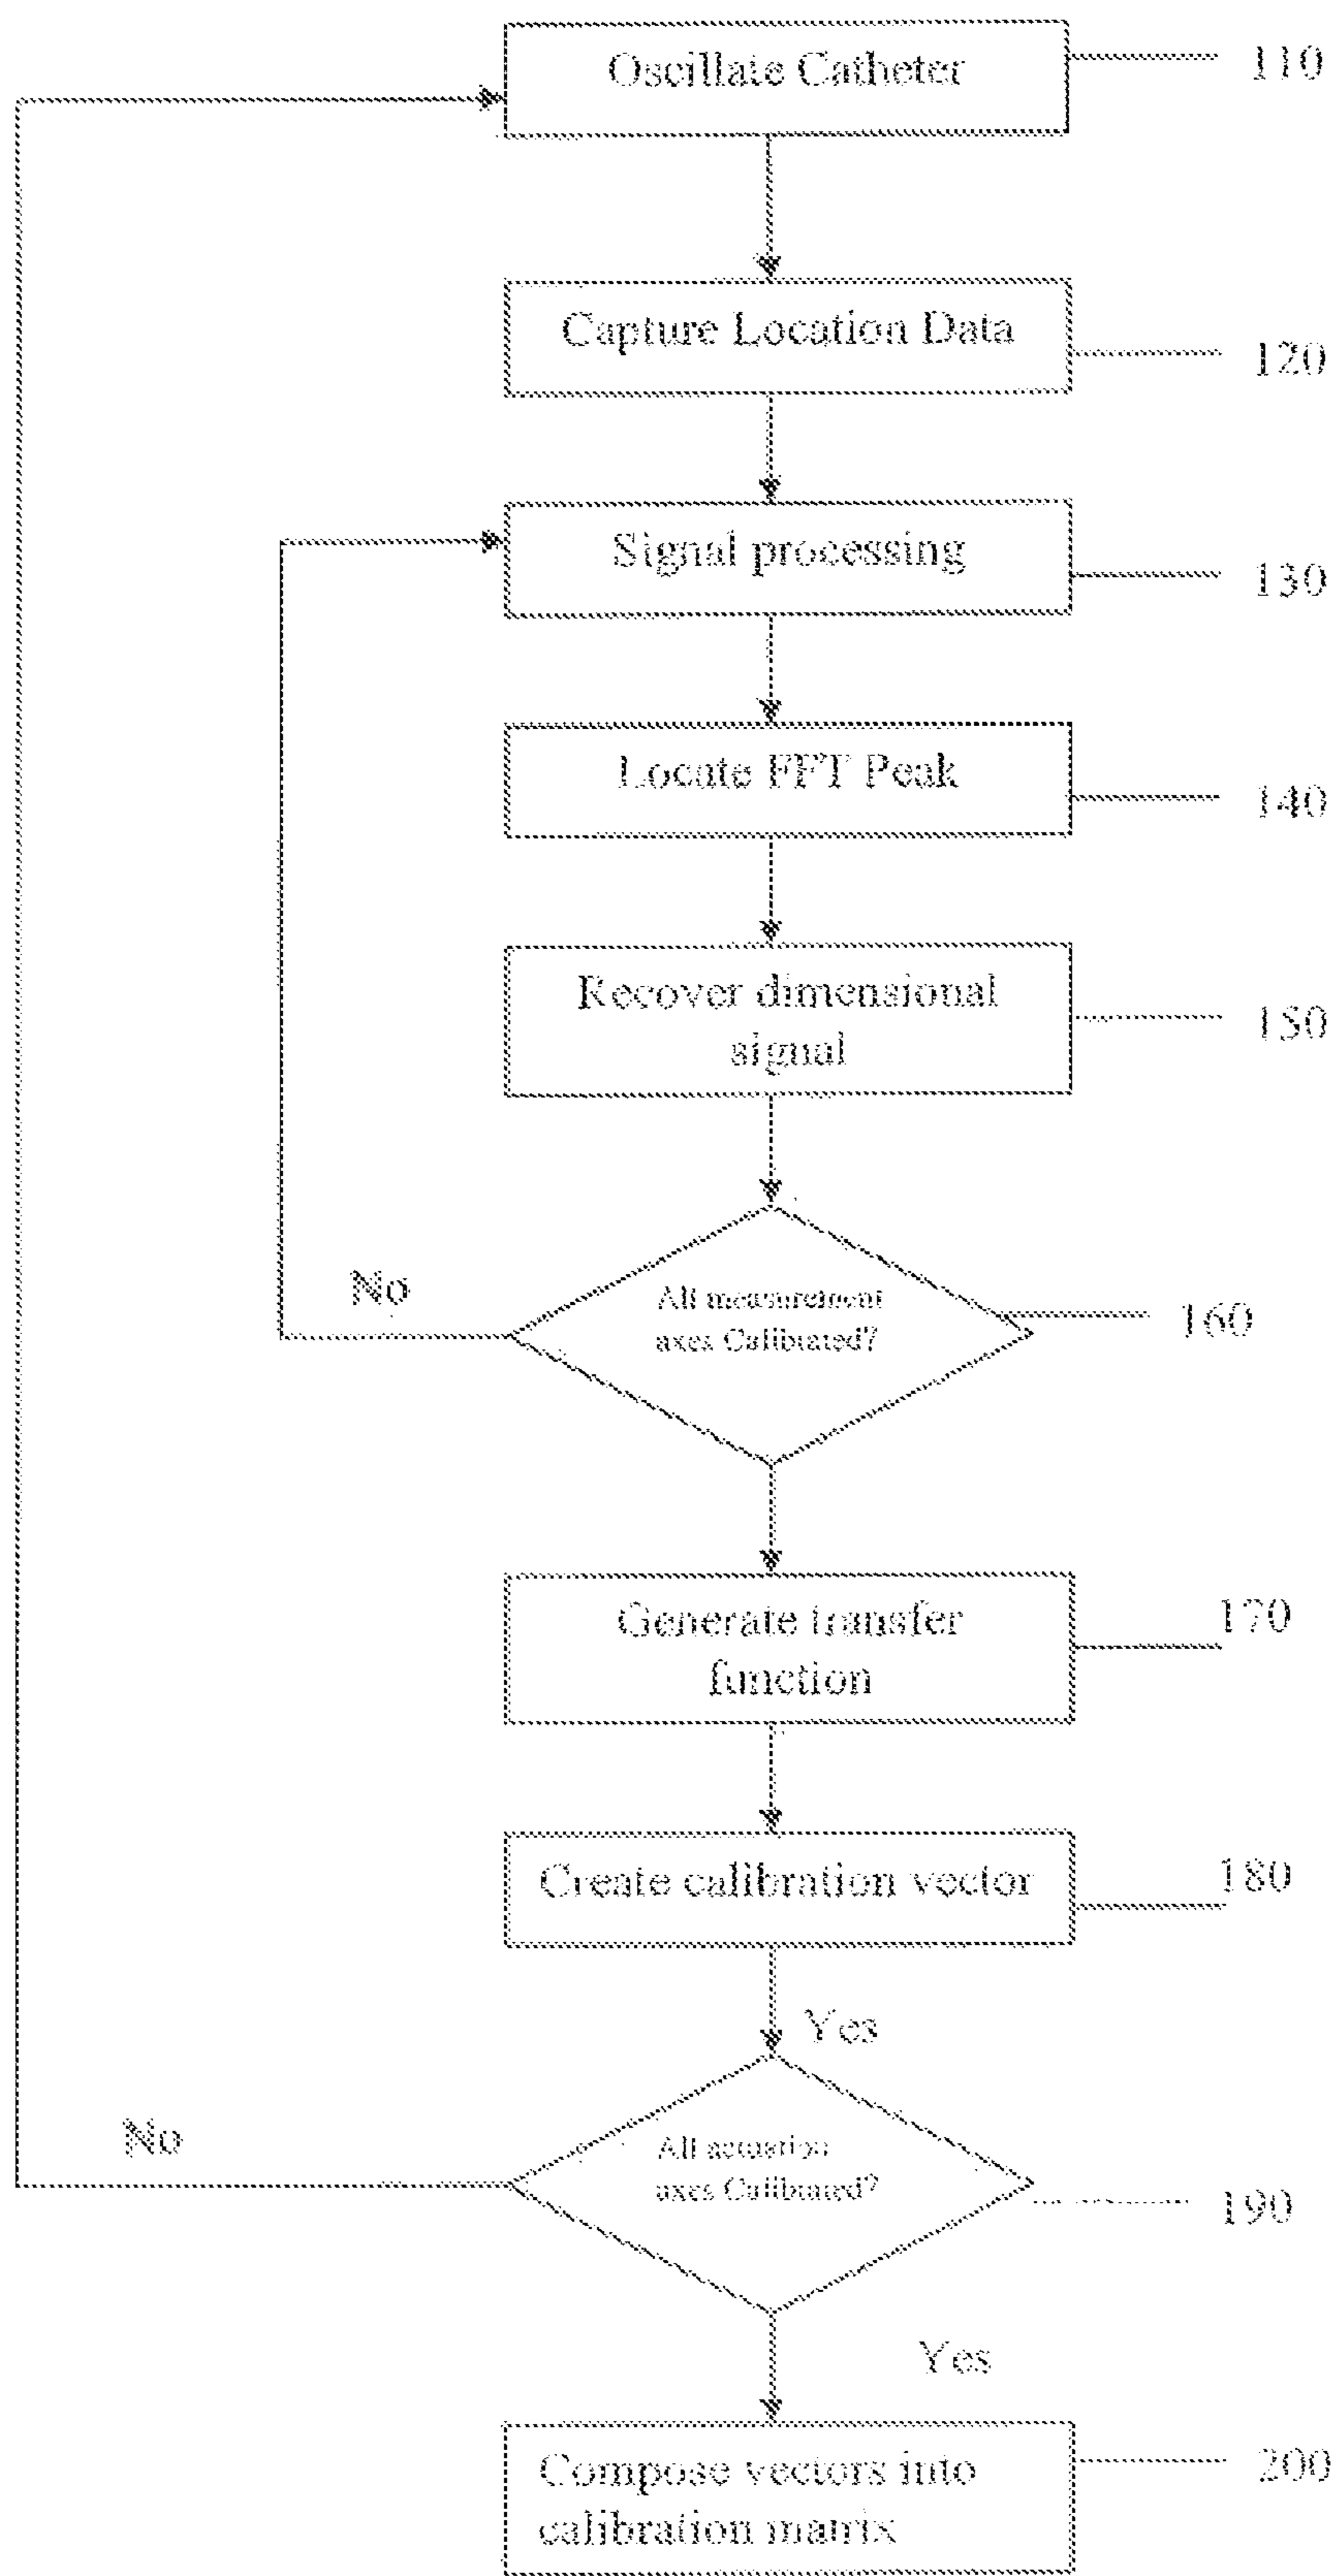 Oscillate Catheter
110
Capture Location Data
120
Signal processing
130
Locate FFT Peak
140
Recover dimensional
signal
150
No
All measurement
axes Calibrated?
160
Generate transfer
function
170
Create calibration vector
180
Yes
No
All actuation
axes Calibrated?
190
Yes
Compose vectors into
calibration matrix
200